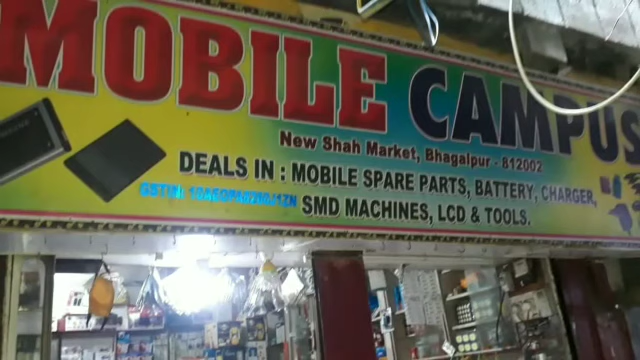 MOBILE CAMPUS
New Shah Market, Bhagalpur - 812002
DEALS IN : MOBILE SPARE PARTS, BATTERY, CHARGER,
SMD MACHINES, LCD & TOOLS.